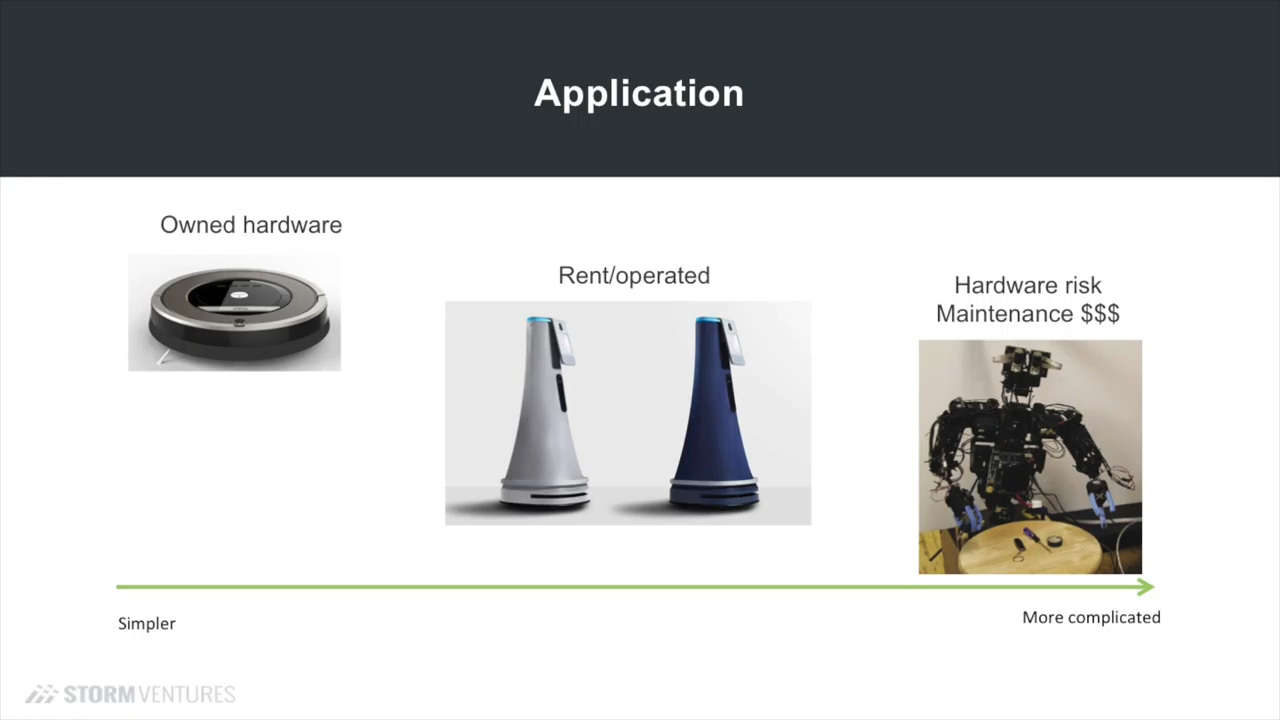 Application
Owned hardware
Rent/operated
Hardware risk
Maintenance $$$
Simpler
More complicated
STORM VENTURES